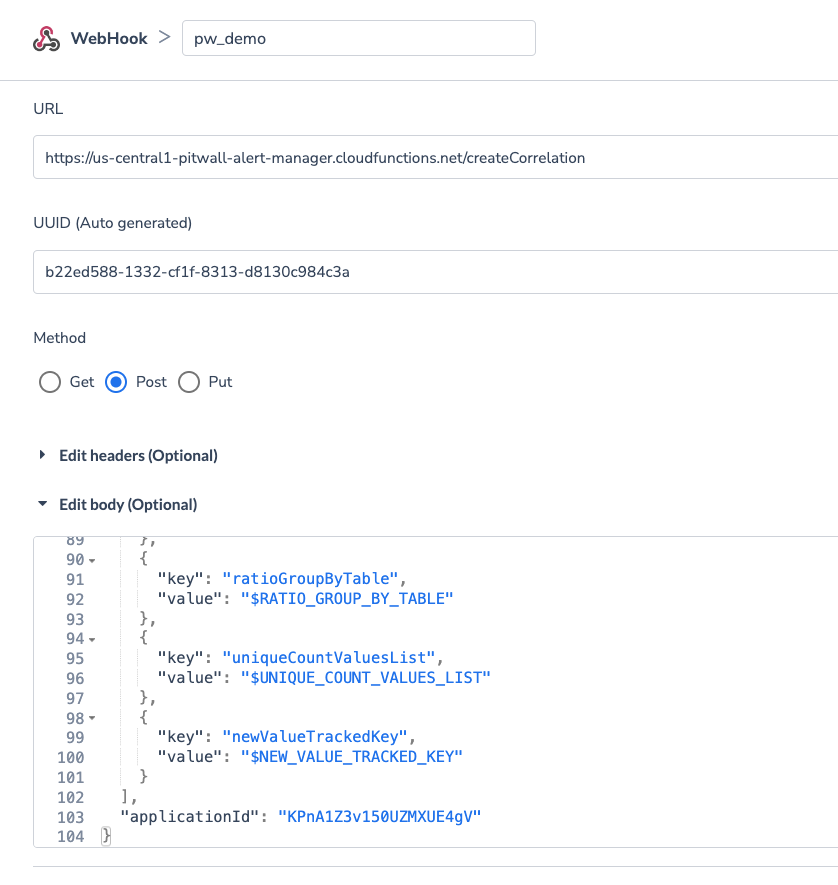 WebHook > pw_demo
URL
https://us-central1-pitwall-alert-manager.cloudfunctions.net/createCorrelation
UUID (Auto generated)
b22ed588-1332-cf1f-8313-d8130c984c3a
Method
Get Post Put
Edit headers (Optional)
Edit body (Optional)
89 },
90 {
91 "key": "ratioGroupByTable",
92 "value": "$RATIO_GROUP_BY_TABLE"
93 },
94 {
95 "key": "uniqueCountValuesList",
96 "value": "$UNIQUE_COUNT_VALUES_LIST"
97 },
98 {
99 "key": "newValueTrackedKey",
100 "value": "$NEW_VALUE_TRACKED_KEY"
101 }
102 ],
103 "applicationId": "KPnA1Z3v150UZMXUE4gV"
104 }